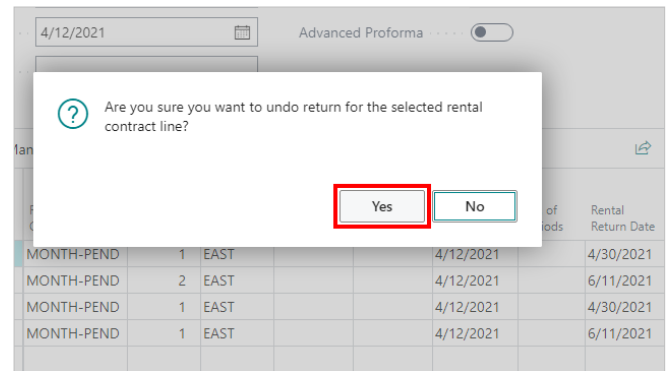 4/12/2021 Advanced Proforma
Are you sure you want to undo return for the selected rental
contract line?
Yes No
of Rental
Return Date
MONTH-PEND 1 EAST 4/12/2021 4/30/2021
MONTH-PEND 2 EAST 4/12/2021 6/11/2021
MONTH-PEND 1 EAST 4/12/2021 4/30/2021
MONTH-PEND 1 EAST 4/12/2021 6/11/2021